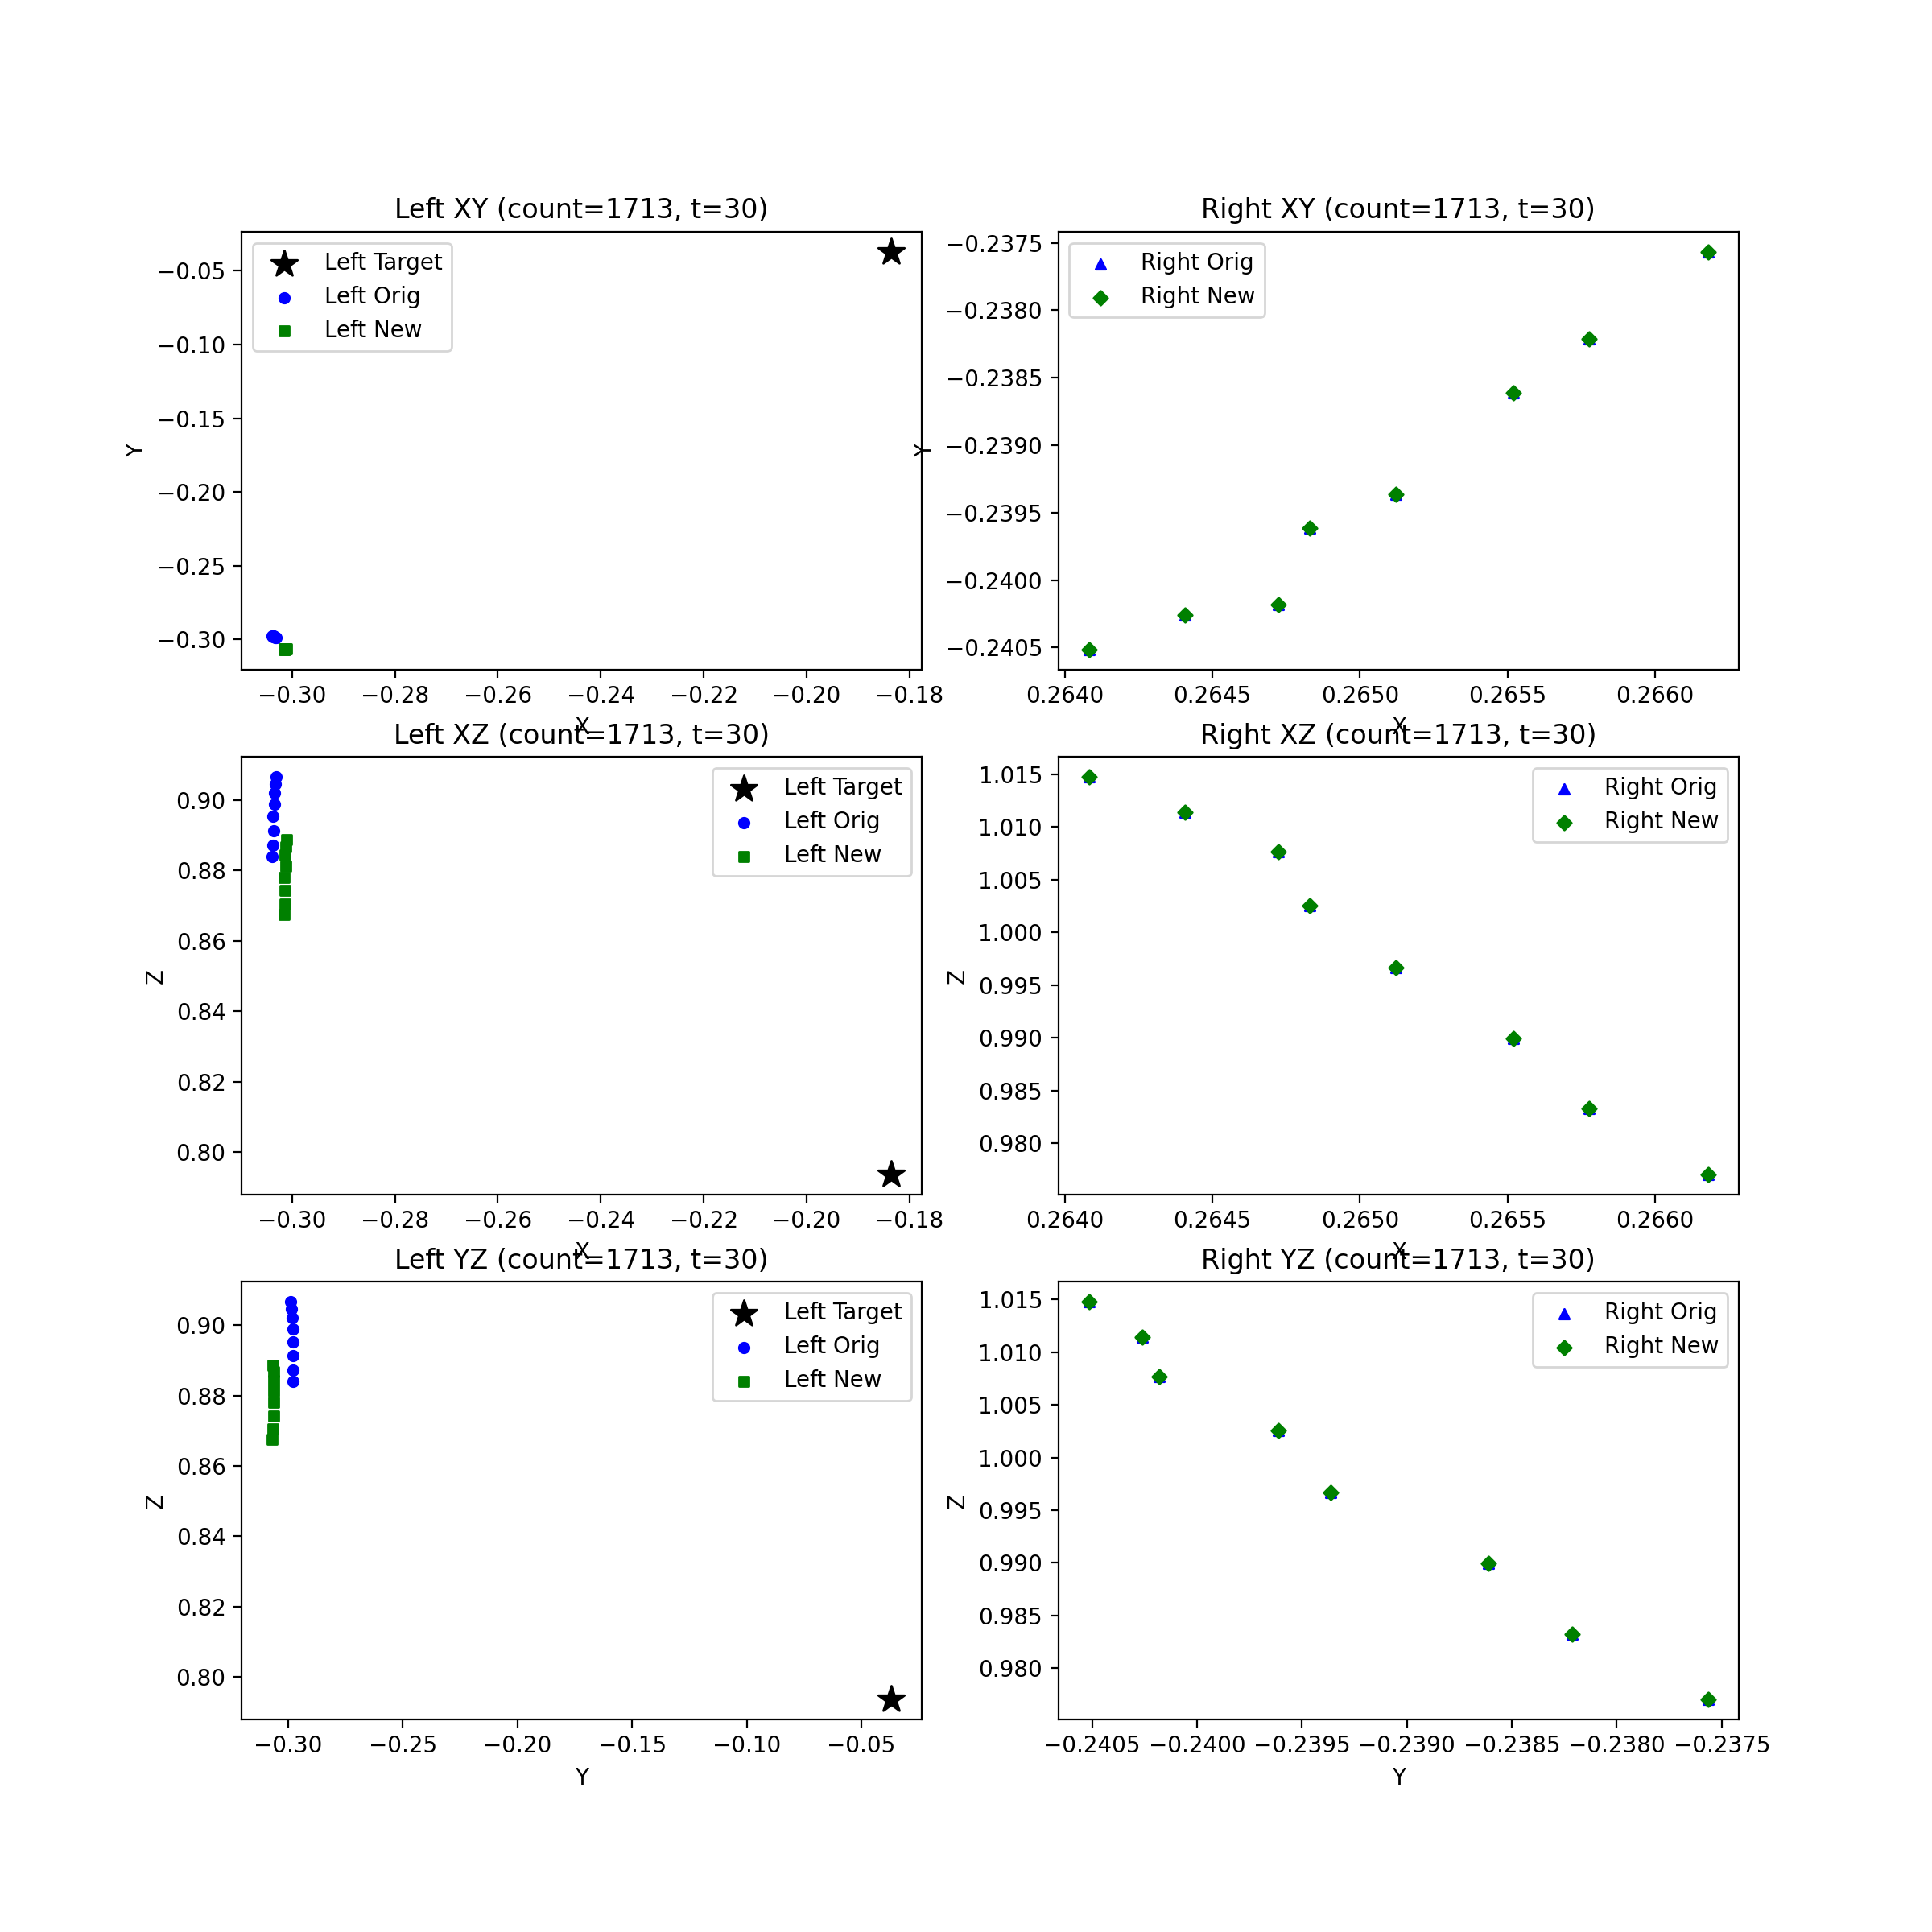 Left XY (count=1713, t=30)
Left Target
Left Orig
Left New
−0.05
−0.10
−0.15
−0.20
−0.25
−0.30
Y
−0.30 −0.28 −0.26 −0.24 −0.22 −0.20 −0.18
X
Right XY (count=1713, t=30)
Right Orig
Right New
−0.2375
−0.2380
−0.2385
−0.2390
−0.2395
−0.2400
−0.2405
Y
0.2640 0.2645 0.2650 0.2655 0.2660
X
Left XZ (count=1713, t=30)
Left Target
Left Orig
Left New
0.90
0.88
0.86
0.84
0.82
0.80
Z
−0.30 −0.28 −0.26 −0.24 −0.22 −0.20 −0.18
X
Right XZ (count=1713, t=30)
Right Orig
Right New
1.015
1.010
1.005
1.000
0.995
0.990
0.985
0.980
Z
0.2640 0.2645 0.2650 0.2655 0.2660
X
Left YZ (count=1713, t=30)
Left Target
Left Orig
Left New
0.90
0.88
0.86
0.84
0.82
0.80
Z
−0.30 −0.25 −0.20 −0.15 −0.10 −0.05
Y
Right YZ (count=1713, t=30)
Right Orig
Right New
1.015
1.010
1.005
1.000
0.995
0.990
0.985
0.980
Z
−0.2405 −0.2400 −0.2395 −0.2390 −0.2385 −0.2380 −0.2375
Y